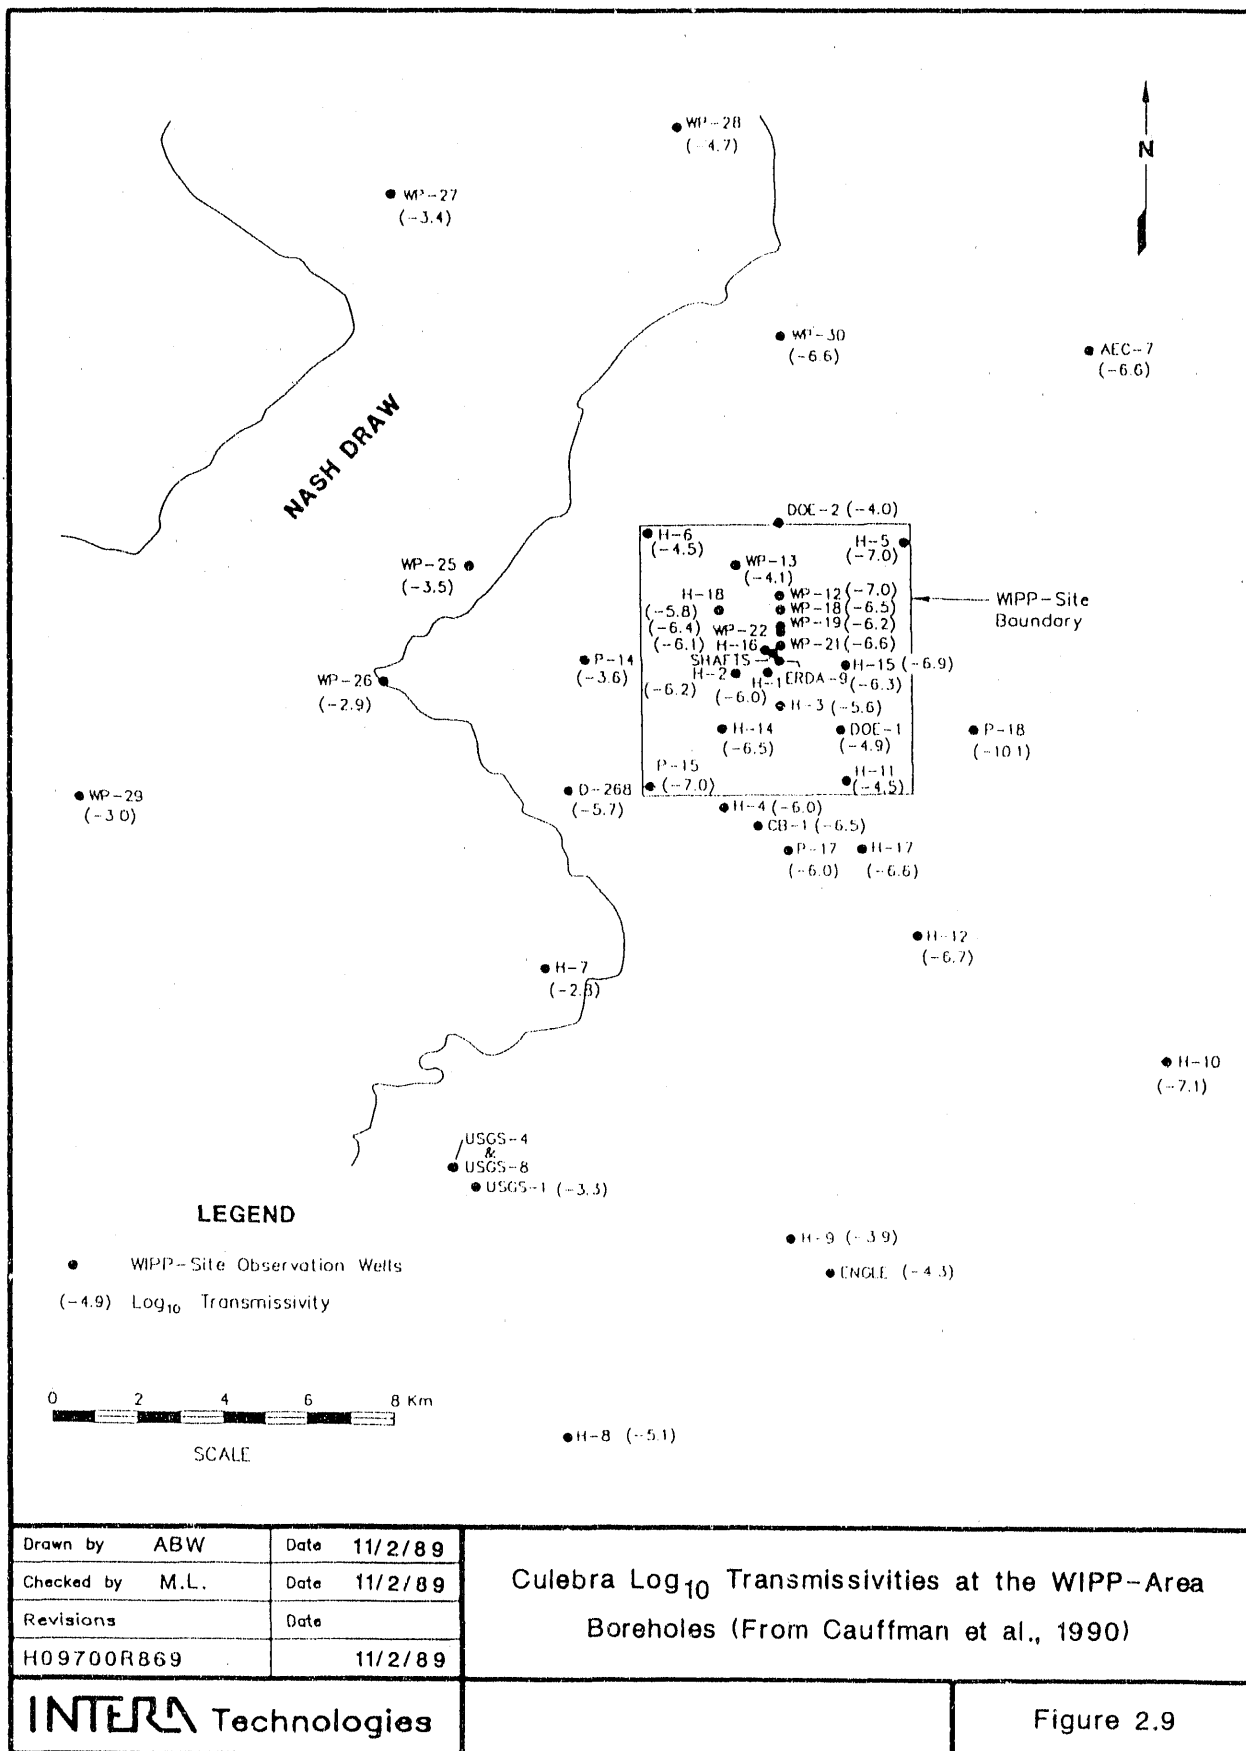 WP-28
(-4.7)
N
WP-27
(-3.4)
WP-30
(-6.6)
AEC-7
(-6.6)
NASH DRAW
DOE-2 (-4.0)
H-6
(-4.5)
H-5
(-7.0)
WP-25
(-3.5)
WP-13
(-4.1)
H-18
(-5.8)
WP-12 (-7.0)
WP-18 (-6.5)
WP-19 (-6.2)
(-6.4) WP-22
(-6.1) H-16
WP-21 (-6.6)
WIPP-Site
Boundary
SHAFTS
P-14
(-3.6)
H-2
(-6.2)
H-1
(-6.0)
ERDA-9
(-6.3)
H-15 (-6.9)
WP-26
(-2.9)
H-3 (-5.6)
H-14
(-6.5)
DOE-1
(-4.9)
P-18
(-10.1)
P-15
(-7.0)
H-11
(-4.5)
WP-29
(-3.0)
D-268
(-5.7)
H-4 (-6.0)
CB-1 (-6.5)
P-17
(-6.0)
H-17
(-6.6)
H-12
(-6.7)
H-7
(-2.8)
H-10
(-7.1)
USGS-4
&
USGS-8
USGS-1 (-3.3)
LEGEND
H-9 (-3.9)
WIPP-Site Observation Wells
ENGLE (-4.3)
(-4.9) Log10 Transmissivity
0 2 4 6 8 Km
SCALE
H-8 (-5.1)
Drawn by ABW Date 11/2/89
Checked by M.L. Date 11/2/89
Revisions Date
H09700R869 11/2/89
Culebra Log10 Transmissivities at the WIPP-Area
Boreholes (From Cauffman et al., 1990)
INTERA Technologies
Figure 2.9